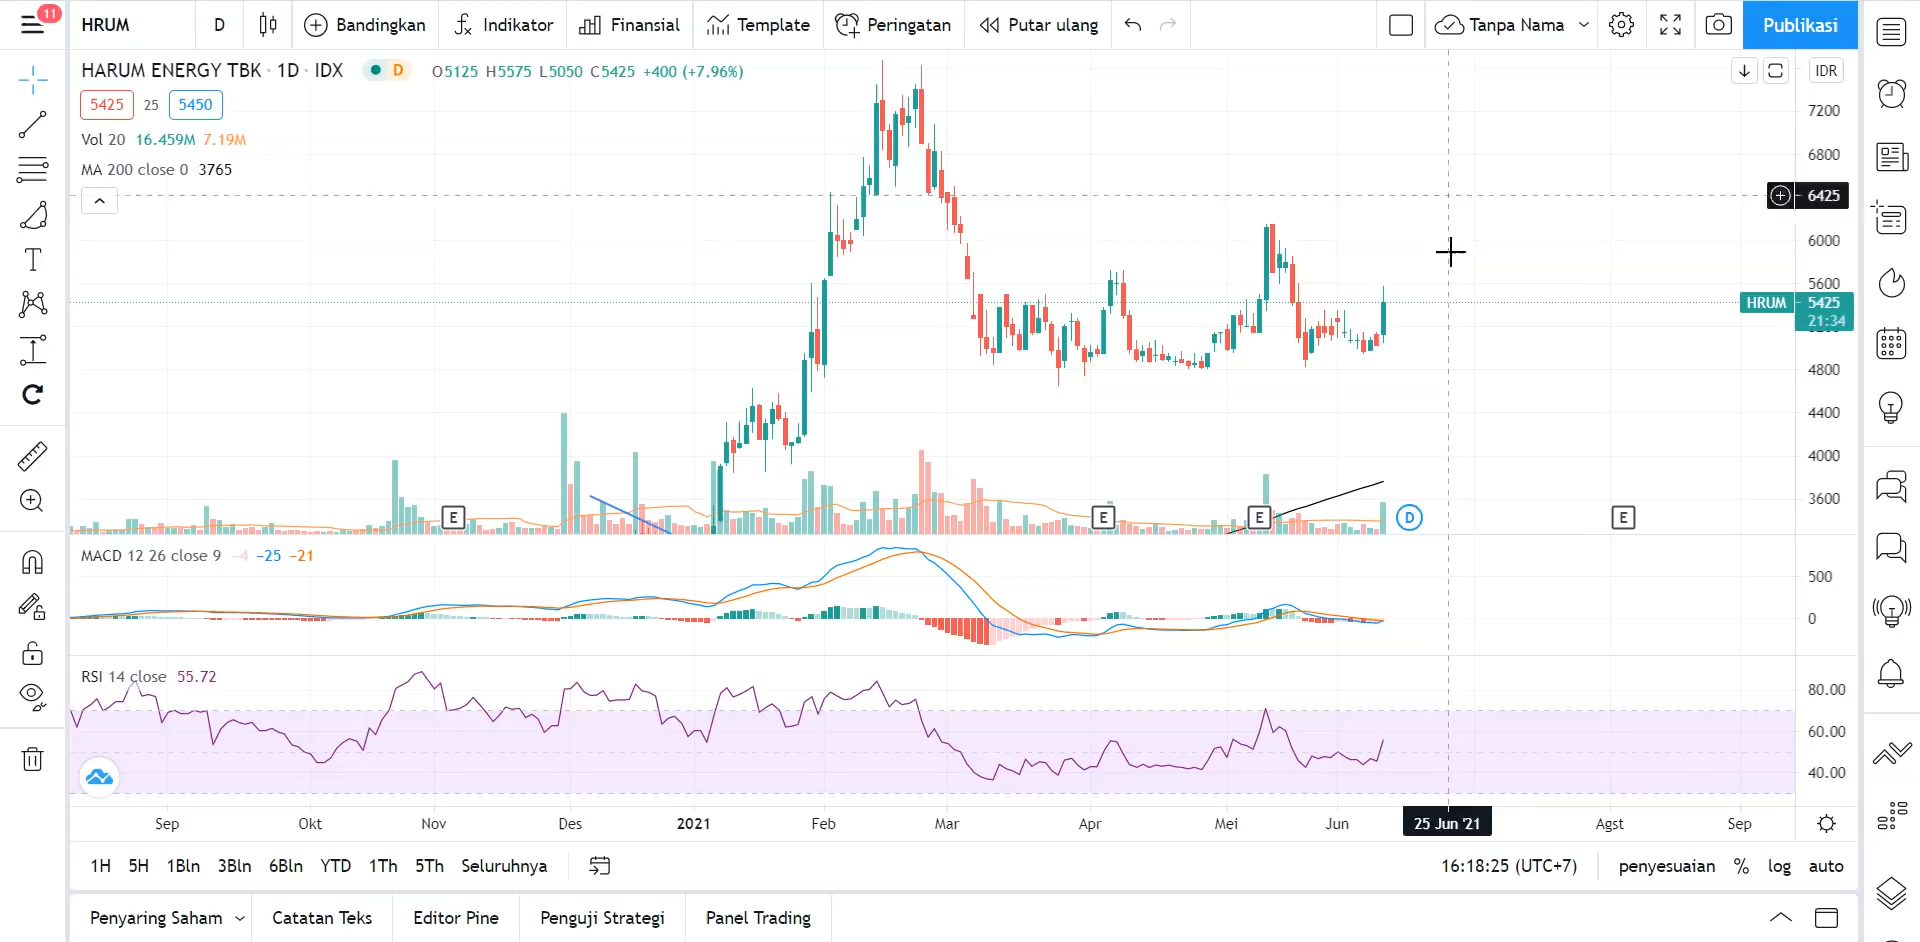 11
HRUM D Bandingkan Indikator Finansial Template Peringatan Putar ulang Tanpa Nama Publikasi
HARUM ENERGY TBK · 1D · IDX D O5125 H5575 L5050 C5425 +400 (+7.96%) IDR
5425 25 5450
Vol 20 16.459M 7.19M
MA 200 close 0 3765
7200
6800
6425
6000
5600
HRUM 5425
21:34
4800
4400
4000
3600
E E E D E
MACD 12 26 close 9 −4 −25 −21
500
0
RSI 14 close 55.72
80.00
60.00
40.00
Sep Okt Nov Des 2021 Feb Mar Apr Mei Jun 25 Jun '21 Agst Sep
1H 5H 1Bln 3Bln 6Bln YTD 1Th 5Th Seluruhnya 16:18:25 (UTC+7) penyesuaian % log auto
Penyaring Saham Catatan Teks Editor Pine Penguji Strategi Panel Trading